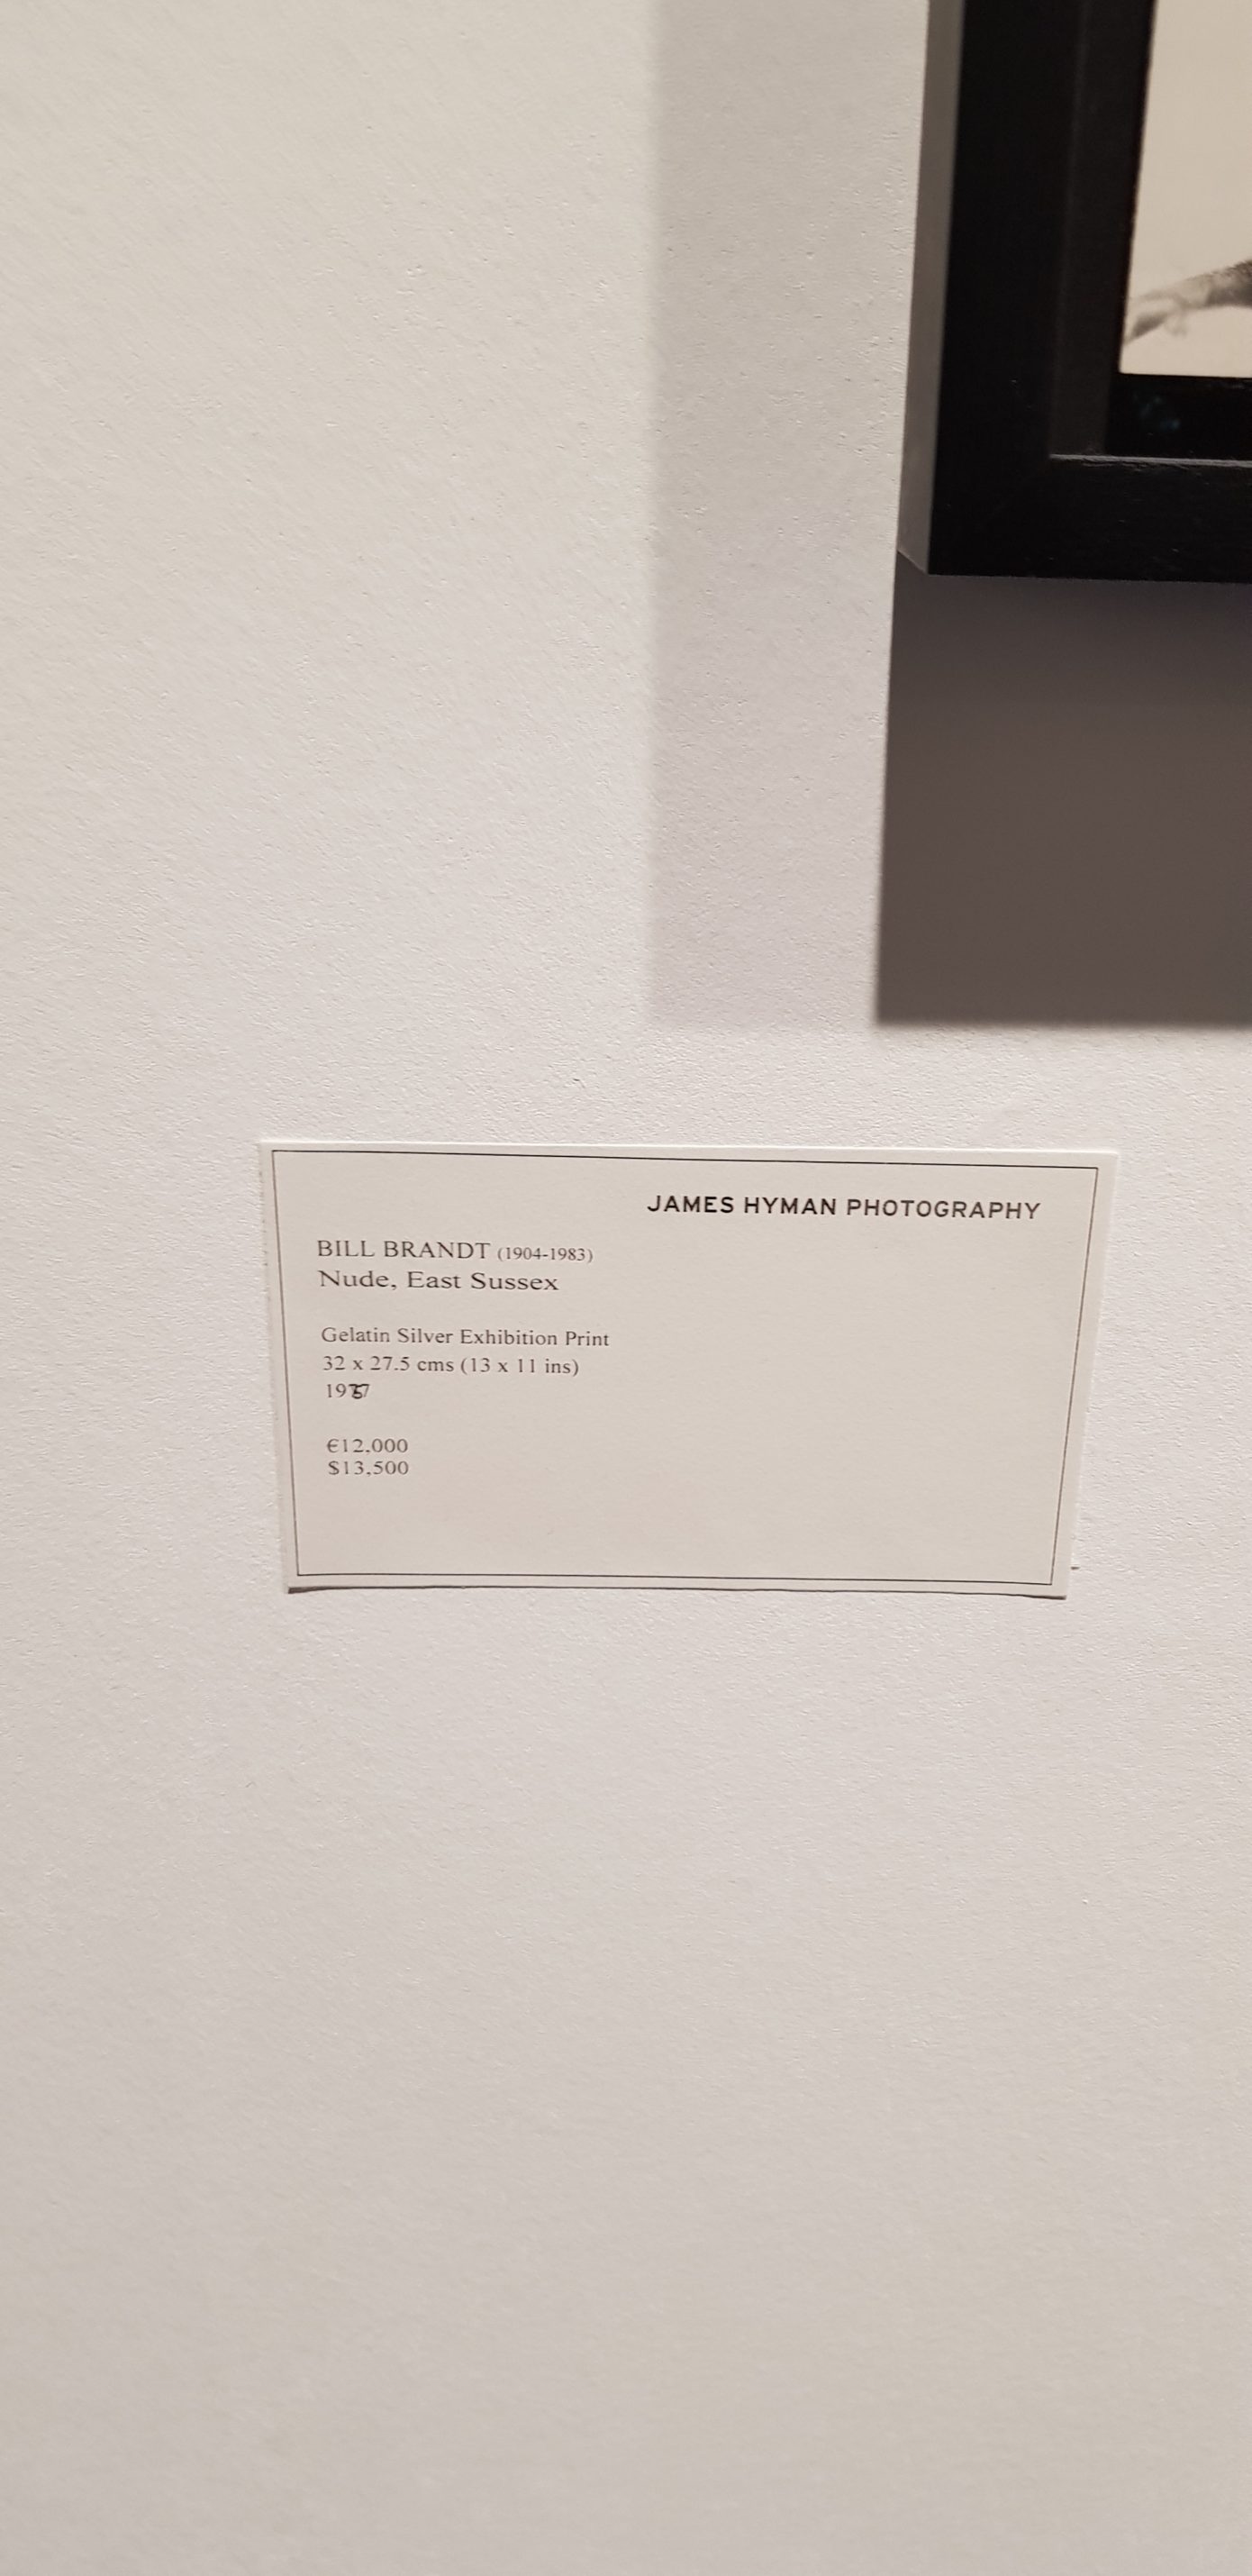 JAMES HYMAN PHOTOGRAPHY
BILL BRANDT (1904-1983)
Nude, East Sussex
Gelatin Silver Exhibition Print
32 x 27.5 cms (13 x 11 ins)
€12,000
$13,500